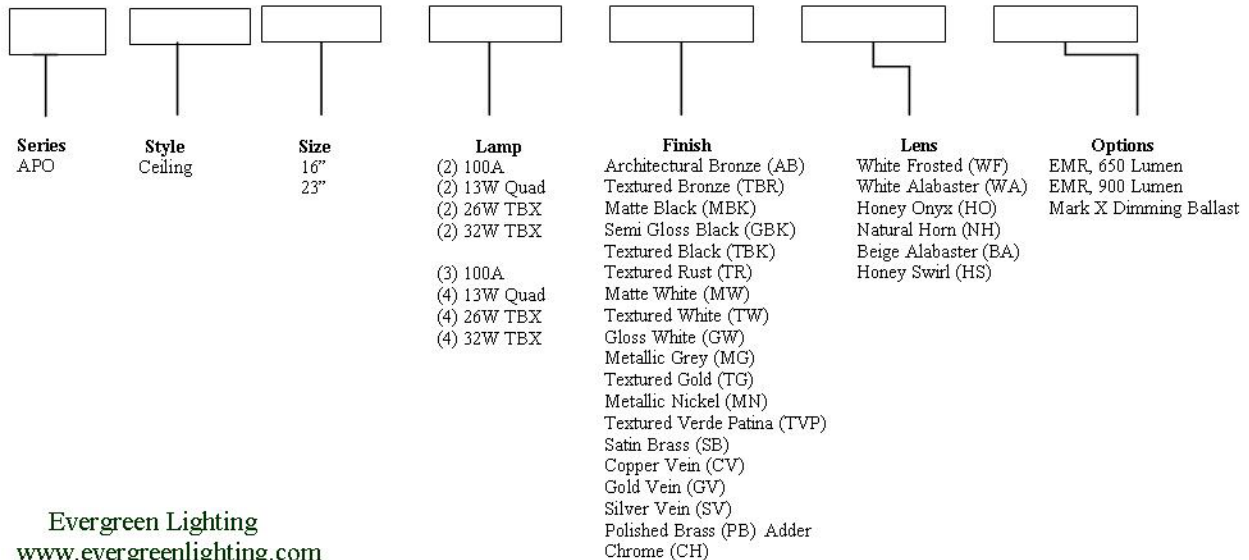 Series
APO
Style
Ceiling
Size
16”
23”
Lamp
(2) 100A
(2) 13W Quad
(2) 26W TBX
(2) 32W TBX
(3) 100A
(4) 13W Quad
(4) 26W TBX
(4) 32W TBX
Finish
Architectural Bronze (AB)
Textured Bronze (TBR)
Matte Black (MBK)
Semi Gloss Black (GBK)
Textured Black (TBK)
Textured Rust (TR)
Matte White (MW)
Textured White (TW)
Gloss White (GW)
Metallic Grey (MG)
Textured Gold (TG)
Metallic Nickel (MN)
Textured Verde Patina (TVP)
Satin Brass (SB)
Copper Vein (CV)
Gold Vein (GV)
Silver Vein (SV)
Polished Brass (PB) Adder
Chrome (CH)
Lens
White Frosted (WF)
White Alabaster (WA)
Honey Onyx (HO)
Natural Horn (NH)
Beige Alabaster (BA)
Honey Swirl (HS)
Options
EMR, 650 Lumen
EMR, 900 Lumen
Mark X Dimming Ballast
Evergreen Lighting
www.evergreenlighting.com